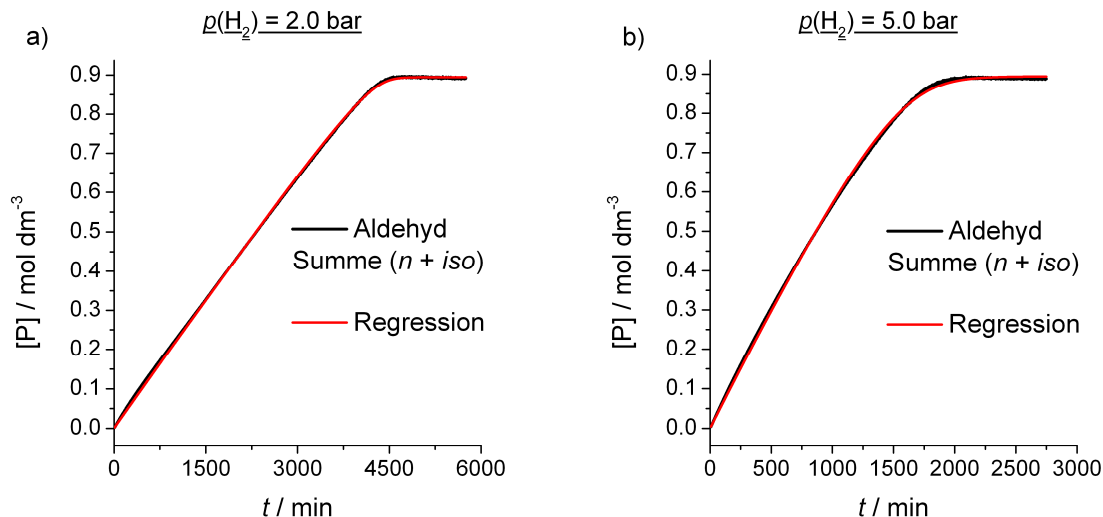 p(H₂) = 2.0 bar
a)
0.9
0.8
0.7
0.6
0.5
0.4
0.3
0.2
0.1
0.0
[P] / mol dm⁻³
Aldehyd
Summe (n + iso)
Regression
0 1500 3000 4500 6000
t / min
p(H₂) = 5.0 bar
b)
0.9
0.8
0.7
0.6
0.5
0.4
0.3
0.2
0.1
0.0
[P] / mol dm⁻³
Aldehyd
Summe (n + iso)
Regression
0 500 1000 1500 2000 2500 3000
t / min